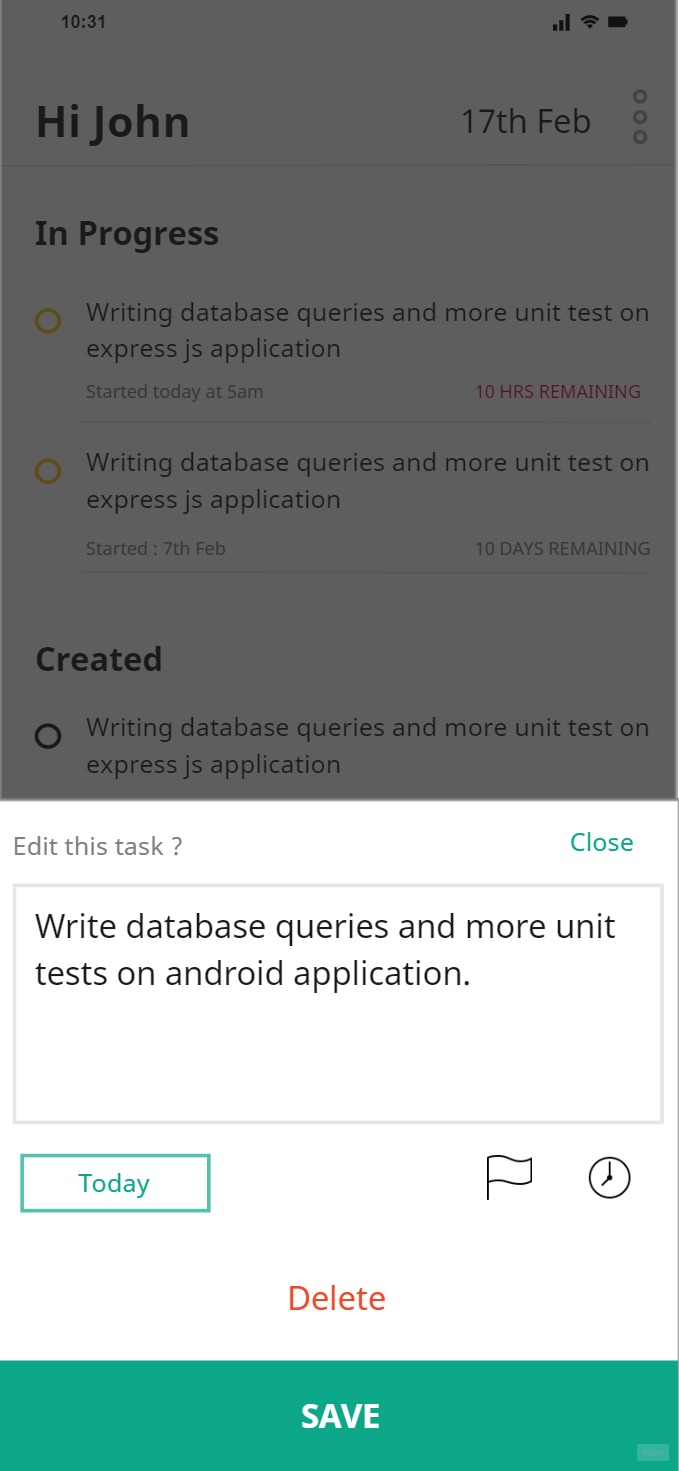 10:31
Hi John
17th Feb
In Progress
Writing database queries and more unit test on
express js application
Started today at 5am
10 HRS REMAINING
Writing database queries and more unit test on
express js application
Started : 7th Feb
10 DAYS REMAINING
Created
Writing database queries and more unit test on
express js application
Edit this task ?
Close
Write database queries and more unit
tests on android application.
Today
Delete
SAVE